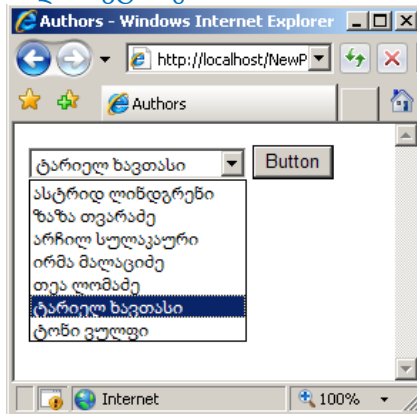 Authors - Windows Internet Explorer
http://localhost/NewP
Authors
ტარიელ ხავთასი
Button
ასტრიდ ლინდგრენი
ზაზა თვარაძე
არჩილ სულაკაური
ირმა მალაციძე
თეა ლომაძე
ტარიელ ხავთასი
ტონი ვულფი
Internet
100%